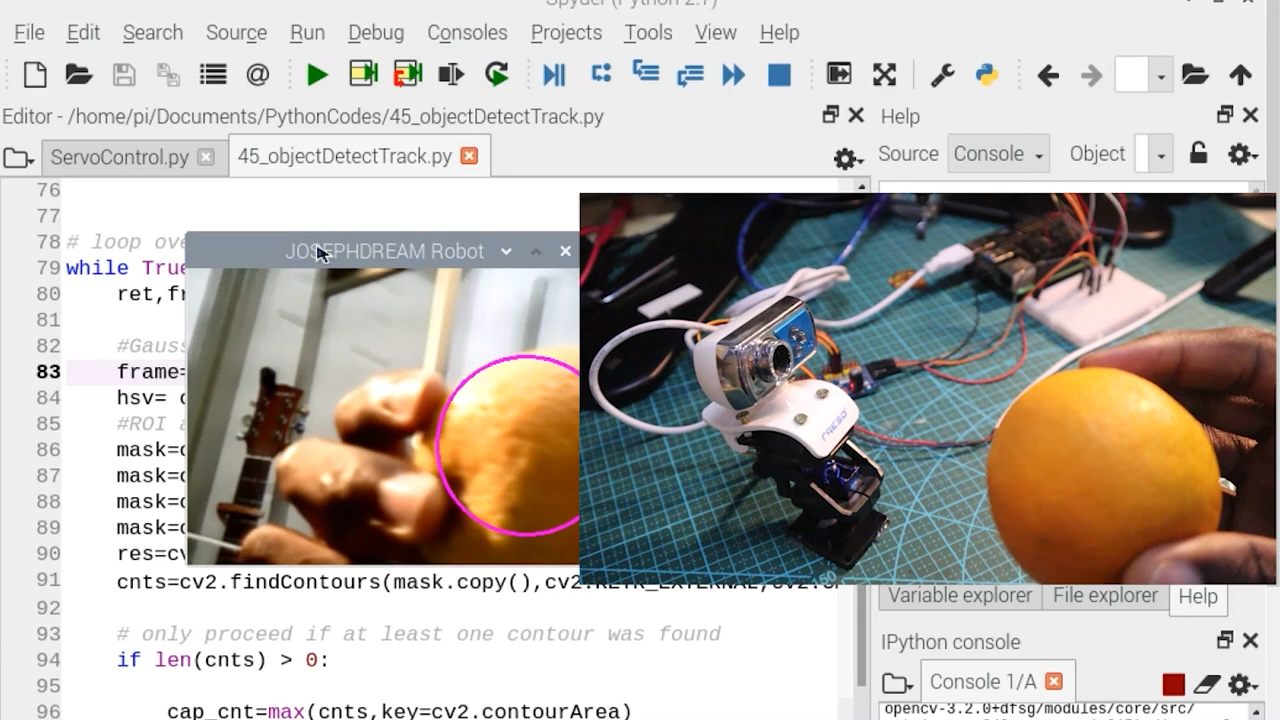 Spyder (Python 2.7)
File Edit Search Source Run Debug Consoles Projects Tools View Help
Editor - /home/pi/Documents/PythonCodes/45_objectDetectTrack.py
Help
ServoControl.py
45_objectDetectTrack.py
Source Console Object
76
77
78 # loop ove
79 while True
80 ret,fr
81
82 #Gauss
83 frame=
84 hsv= c
85 #ROI a
86 mask=c
87 mask=c
88 mask=c
89 mask=c
90 res=cv
91 cnts=cv2.findContours(mask.copy(),cv2.RETR_EXTERNAL,cv2.CH
92
93 # only proceed if at least one contour was found
94 if len(cnts) > 0:
95
96 cap_cnt=max(cnts,key=cv2.contourArea)
JOSEPHDREAM Robot
Variable explorer File explorer Help
IPython console
Console 1/A
opencv-3.2.0+dfsg/modules/core/src/